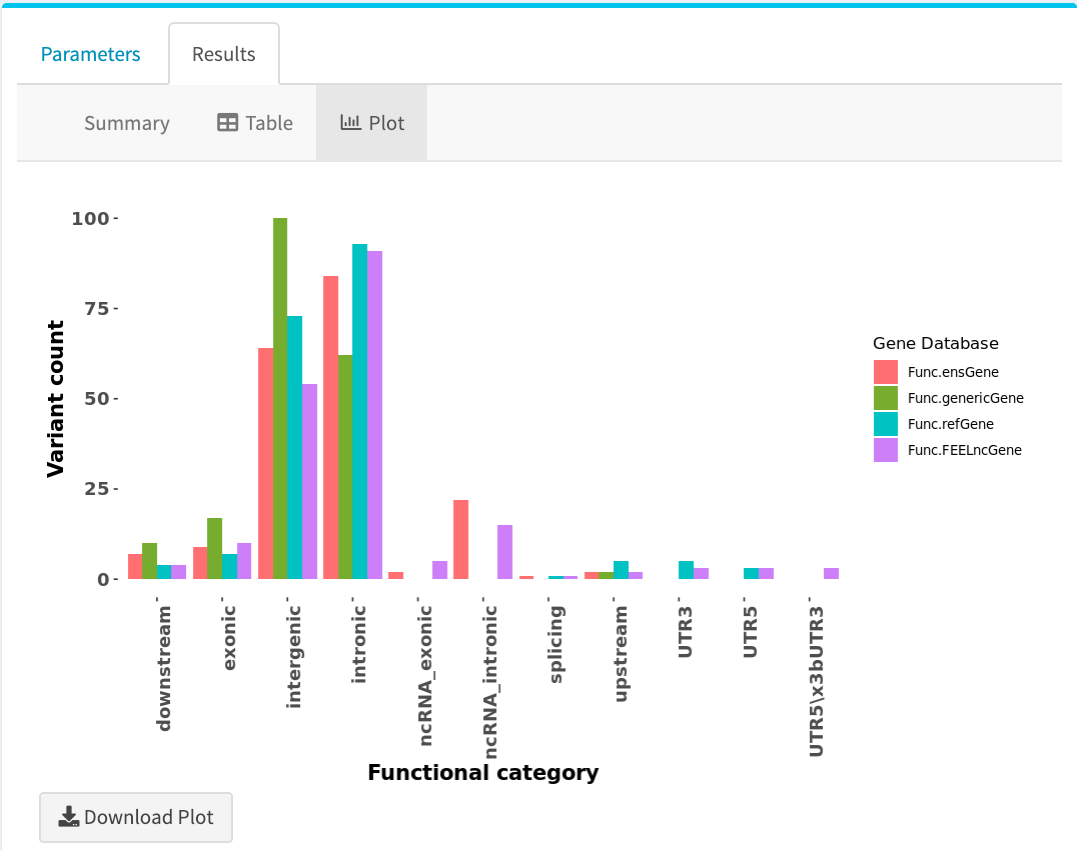 Parameters
Results
Summary
Table
Plot
100
75
50
25
0
Variant count
downstream
exonic
intergenic
intronic
ncRNA_exonic
ncRNA_intronic
splicing
upstream
UTR3
UTR5
UTR5\x3bUTR3
Functional category
Gene Database
Func.ensGene
Func.genericGene
Func.refGene
Func.FEELncGene
Download Plot